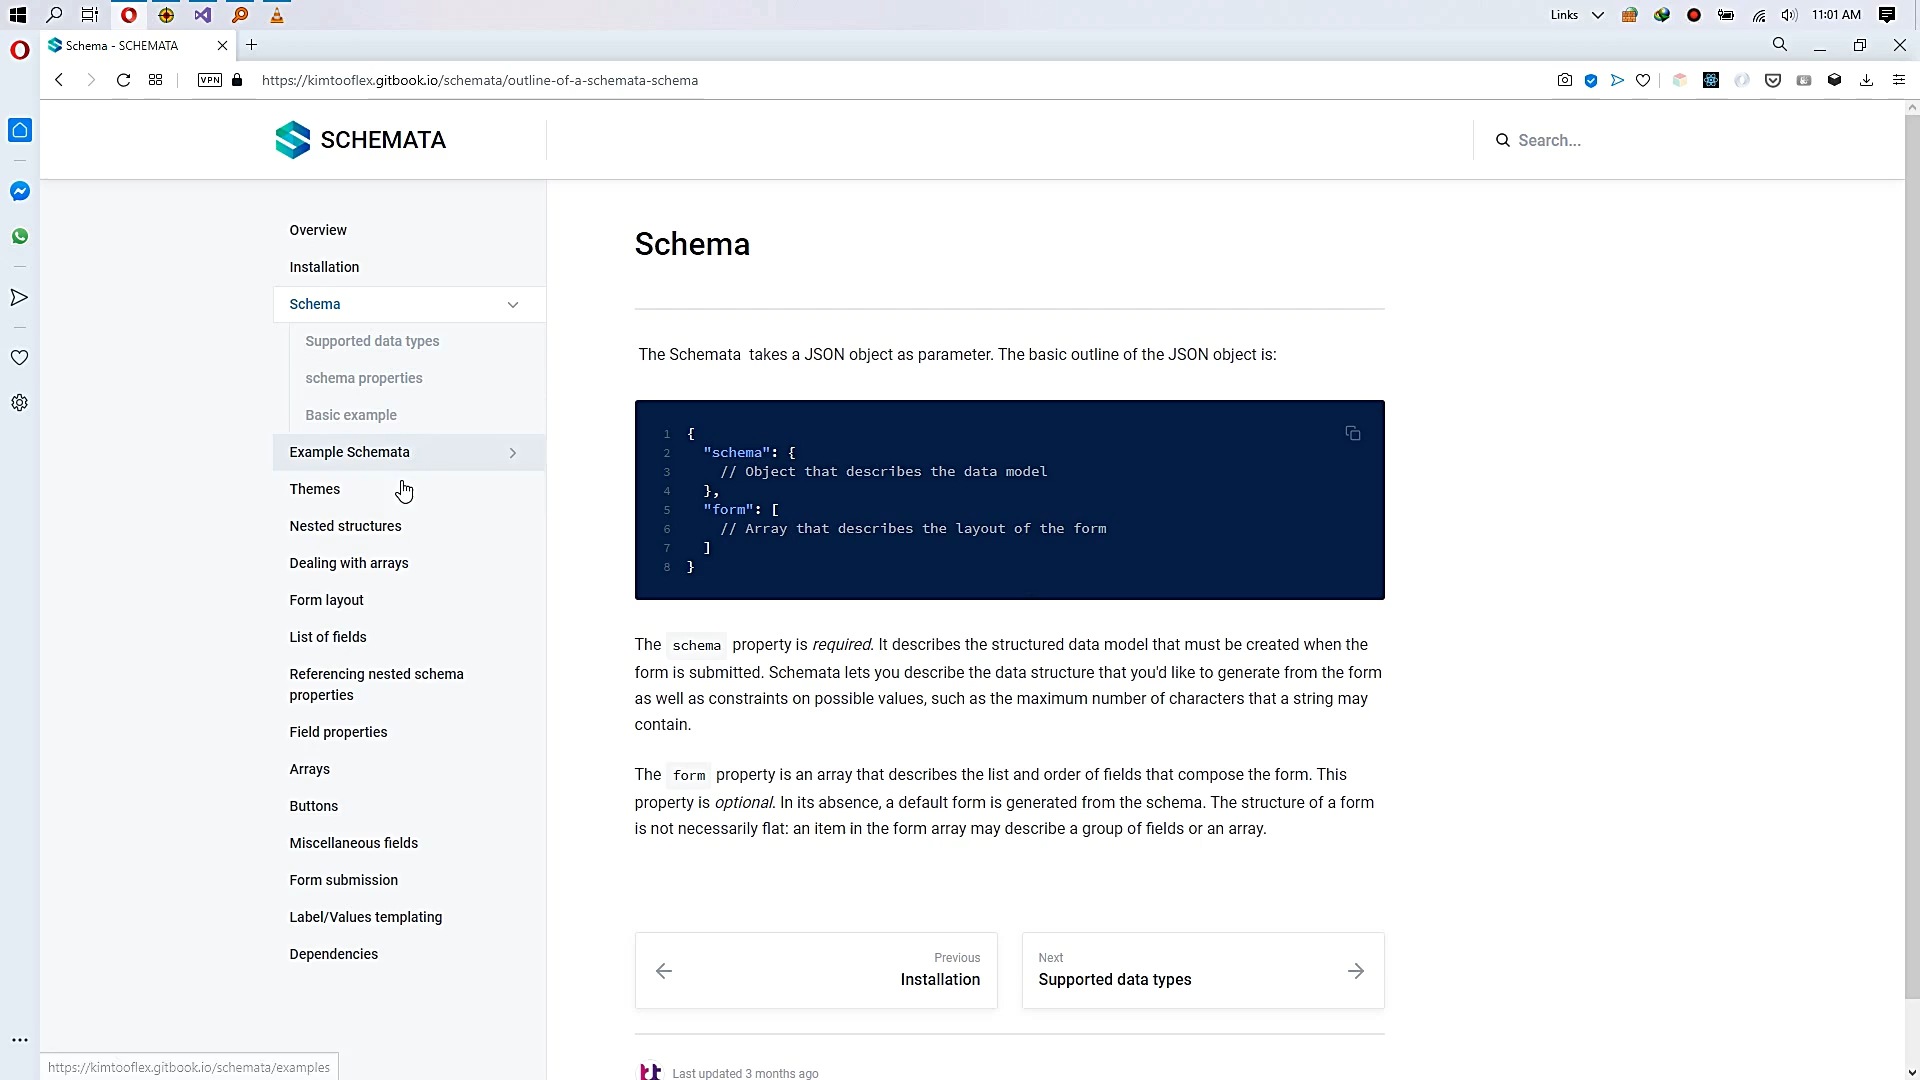 Links
11:01 AM
Schema - SCHEMATA
VPN
https://kimtooflex.gitbook.io/schemata/outline-of-a-schemata-schema
SCHEMATA
Search...
Overview
Installation
Schema
Supported data types
schema properties
Basic example
Example Schemata
Themes
Nested structures
Dealing with arrays
Form layout
List of fields
Referencing nested schema
properties
Field properties
Arrays
Buttons
Miscellaneous fields
Form submission
Label/Values templating
Dependencies
Schema
The Schemata takes a JSON object as parameter. The basic outline of the JSON object is:
1 {
2 "schema": {
3 // Object that describes the data model
4 },
5 "form": [
6 // Array that describes the layout of the form
7 ]
8 }
The schema property is required. It describes the structured data model that must be created when the
form is submitted. Schemata lets you describe the data structure that you'd like to generate from the form
as well as constraints on possible values, such as the maximum number of characters that a string may
contain.
The form property is an array that describes the list and order of fields that compose the form. This
property is optional. In its absence, a default form is generated from the schema. The structure of a form
is not necessarily flat: an item in the form array may describe a group of fields or an array.
Previous
Installation
Next
Supported data types
Last updated 3 months ago
https://kimtooflex.gitbook.io/schemata/examples